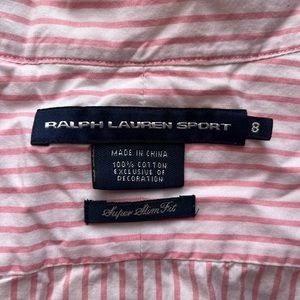 RALPH LAUREN SPORT
8
MADE IN CHINA
100% COTTON
EXCLUSIVE OF
DECORATION
Super Slim Fit